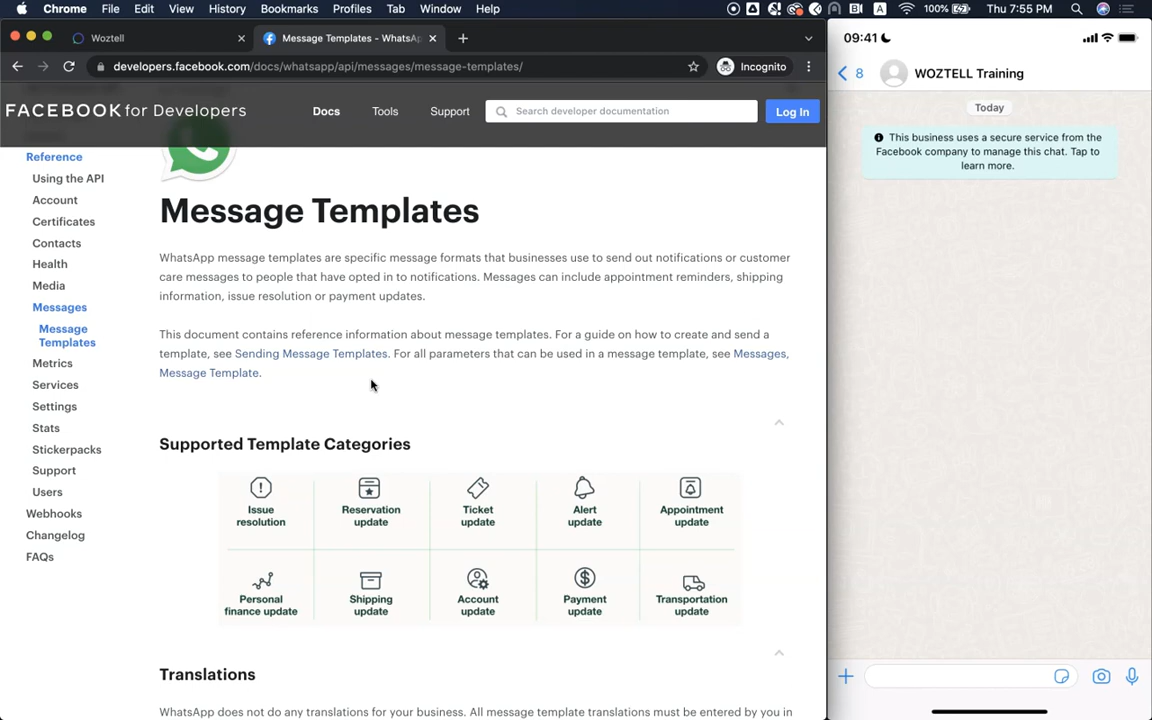 Chrome File Edit View History Bookmarks Profiles Tab Window Help 100% Thu 7:55 PM
Woztell
Message Templates - WhatsA
developers.facebook.com/docs/whatsapp/api/messages/message-templates/
Incognito
FACEBOOK for Developers
Docs Tools Support Search developer documentation Log In
Reference
Using the API
Account
Certificates
Contacts
Health
Media
Messages
Message
Templates
Metrics
Services
Settings
Stats
Stickerpacks
Support
Users
Webhooks
Changelog
FAQs
Message Templates
WhatsApp message templates are specific message formats that businesses use to send out notifications or customer
care messages to people that have opted in to notifications. Messages can include appointment reminders, shipping
information, issue resolution or payment updates.
This document contains reference information about message templates. For a guide on how to create and send a
template, see Sending Message Templates. For all parameters that can be used in a message template, see Messages,
Message Template.
Supported Template Categories
Issue
resolution
Reservation
update
Ticket
update
Alert
update
Appointment
update
Personal
finance update
Shipping
update
Account
update
Payment
update
Transportation
update
Translations
WhatsApp does not do any translations for your business. All message template translations must be entered by you in
09:41
8 WOZTELL Training
Today
This business uses a secure service from the
Facebook company to manage this chat. Tap to
learn more.